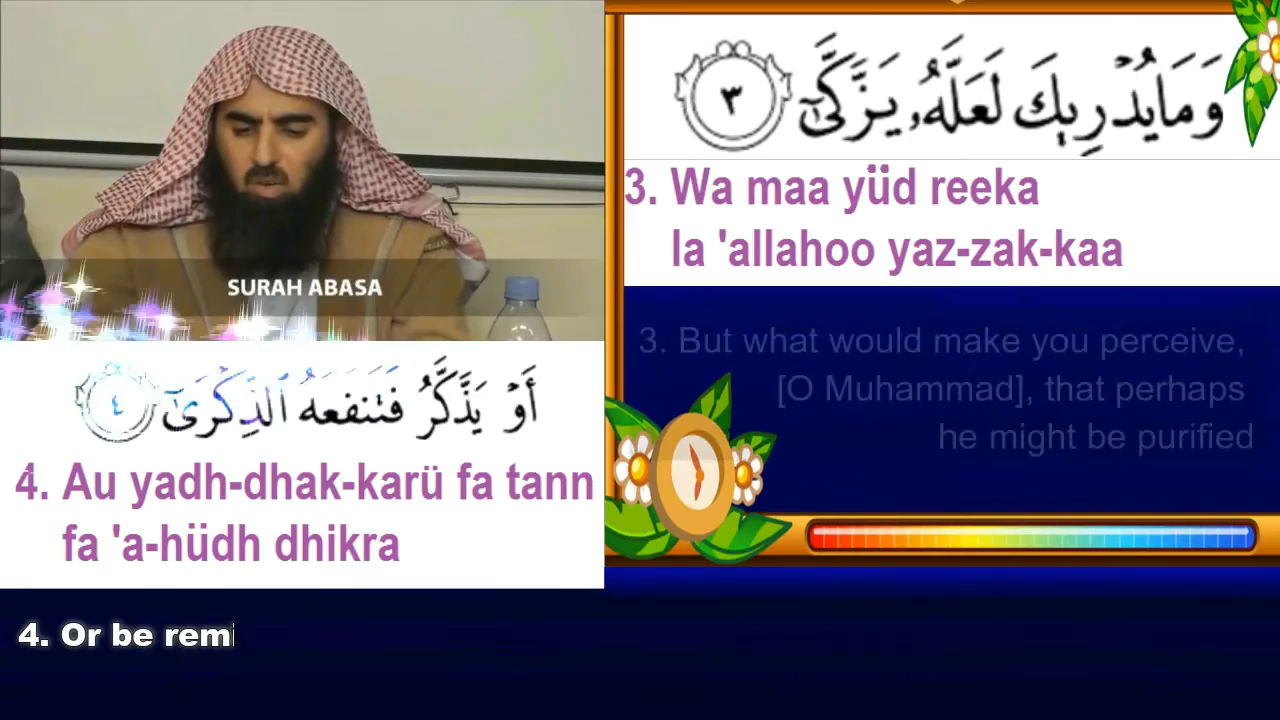 SURAH ABASA
وَمَا يُدْرِيكَ لَعَلَّهُۥ يَزَّكَّىٰٓ ٣
3. Wa maa yüd reeka
la 'allahoo yaz-zak-kaa
3. But what would make you perceive,
[O Muhammad], that perhaps
he might be purified
أَوْ يَذَّكَّرُ فَتَنفَعَهُ ٱلذِّكْرَىٰٓ ٤
4. Au yadh-dhak-karü fa tann
fa 'a-hüdh dhikra
4. Or be remi